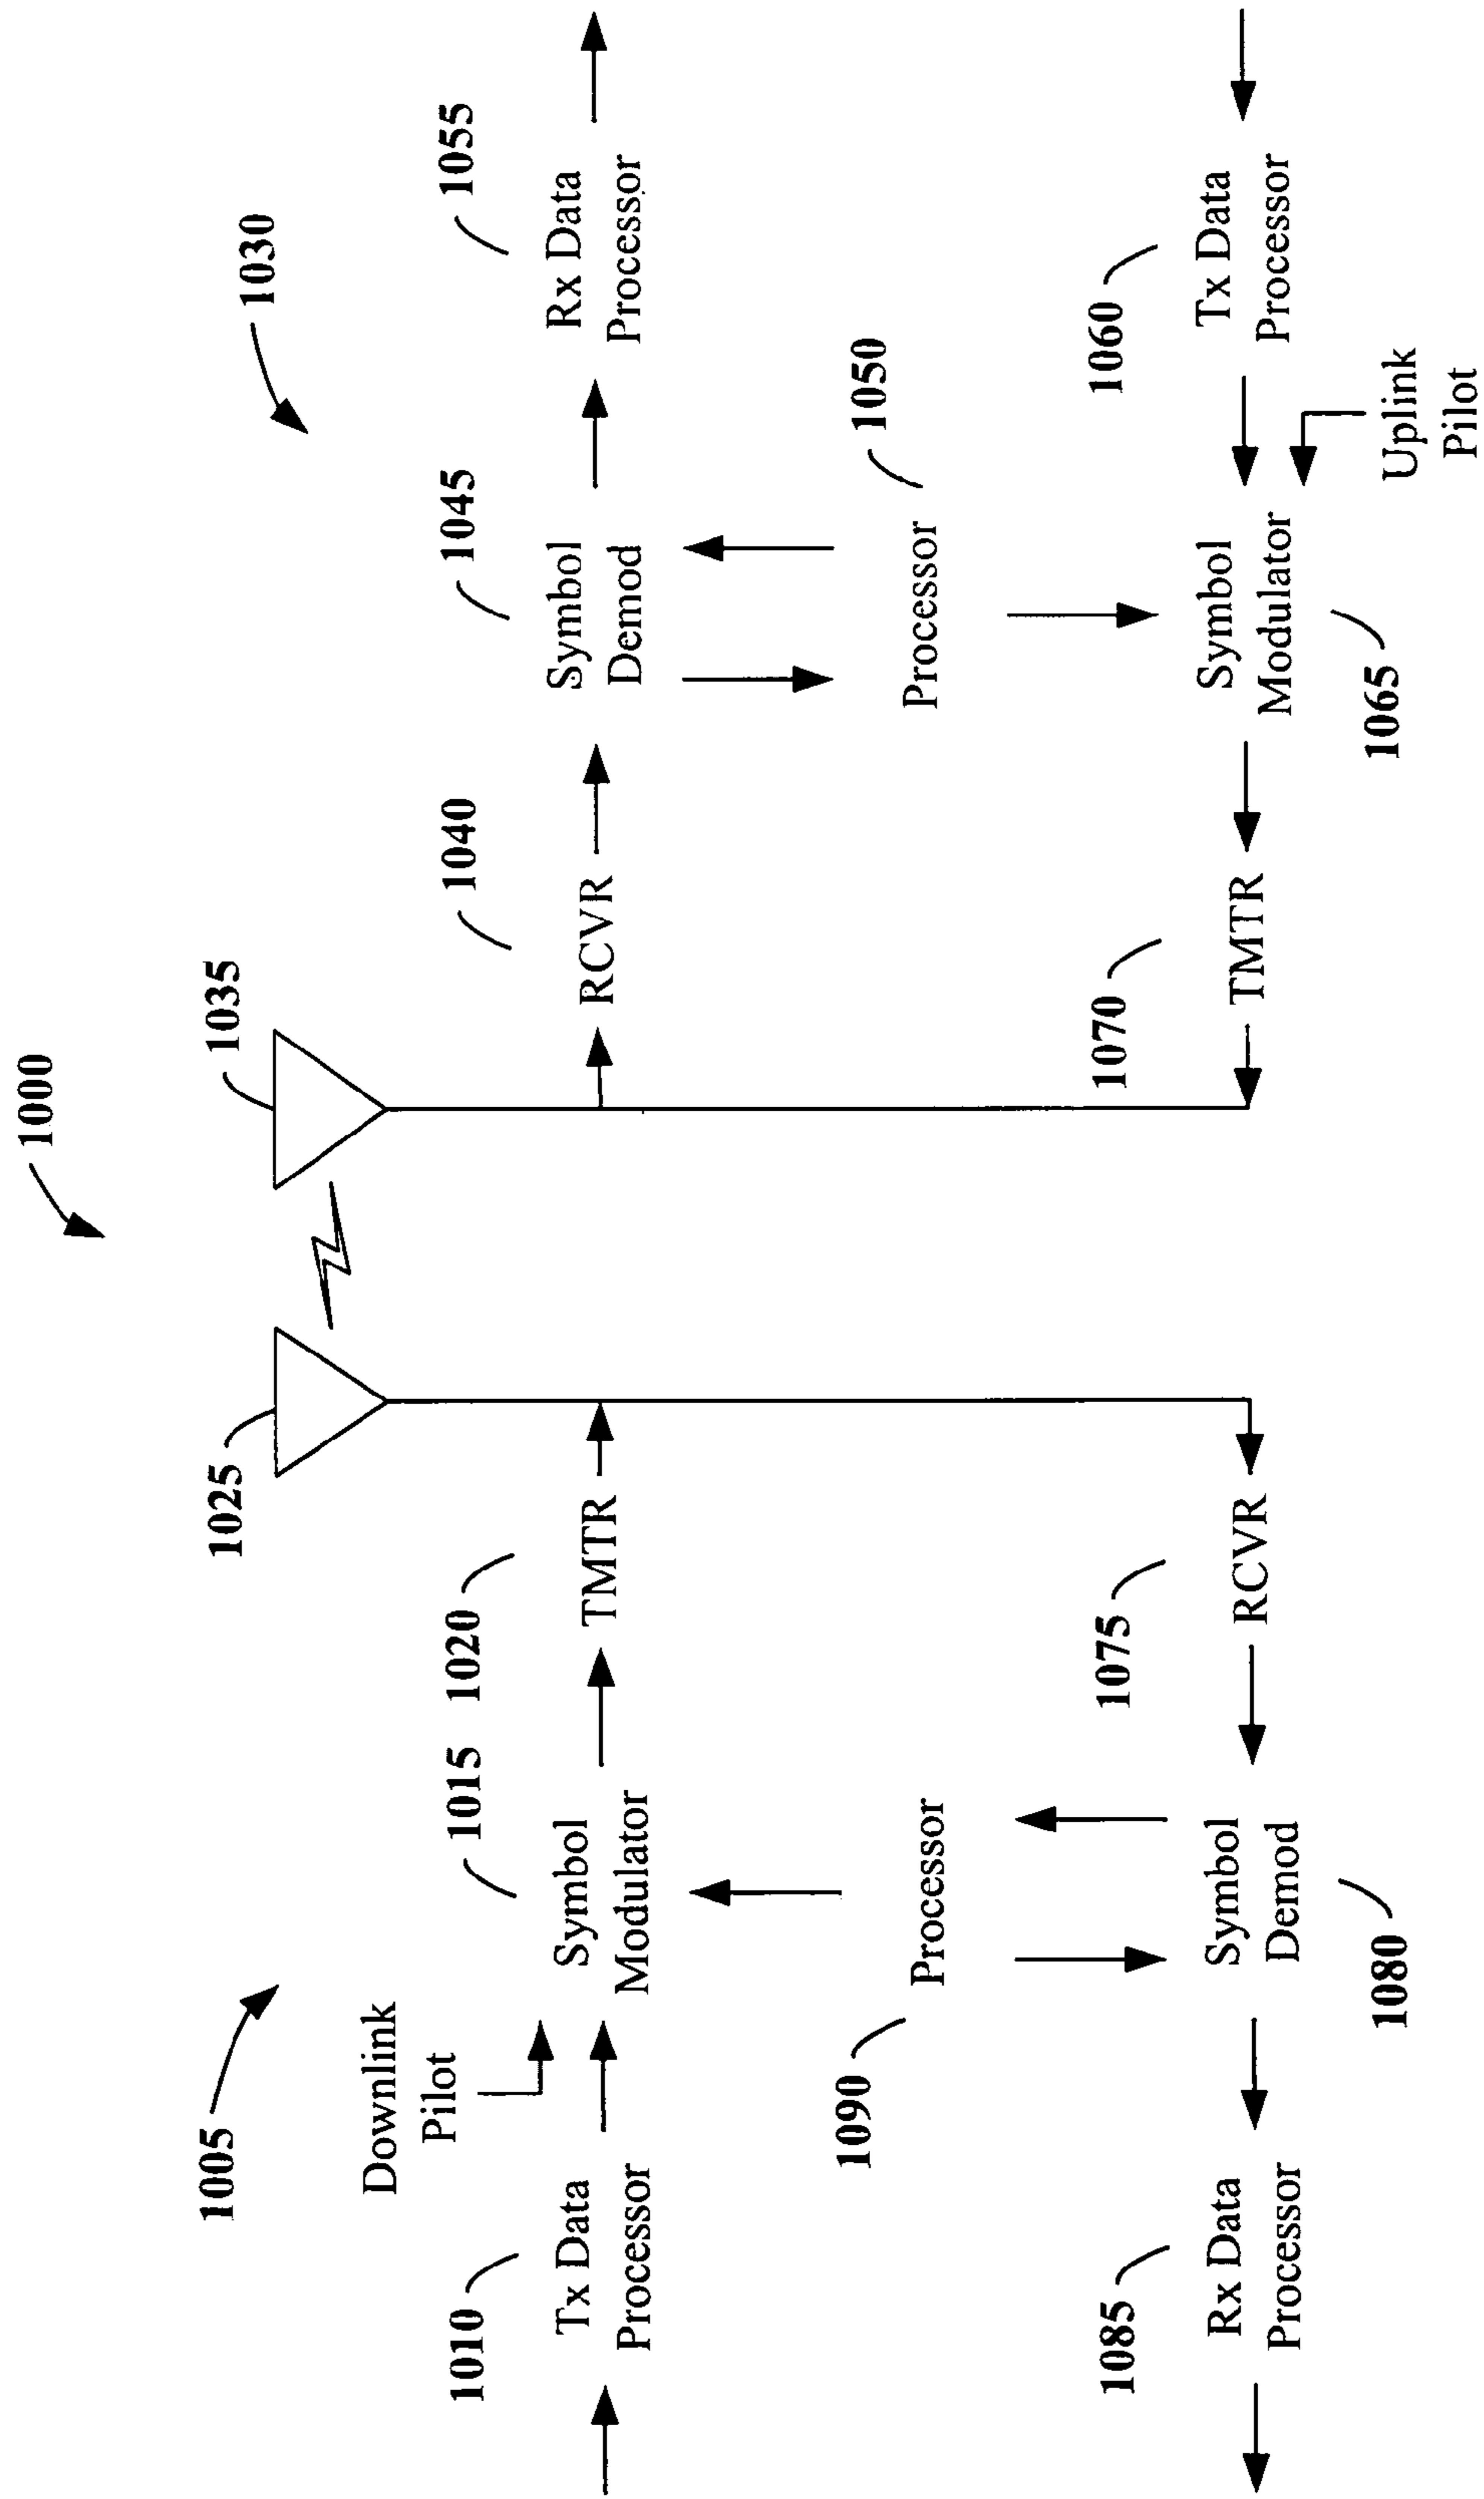 1000
1005
1025
1035
1030
Downlink
Pilot
1010
1015
1020
1040
1045
1055
Tx Data
Processor
Symbol
Modulator
TMTR
RCVR
Symbol
Demod
Rx Data
Processor
1090
Processor
1050
Processor
1085
1075
1070
1060
Rx Data
Processor
Symbol
Demod
RCVR
TMTR
Symbol
Modulator
Tx Data
Processor
1080
1065
Uplink
Pilot